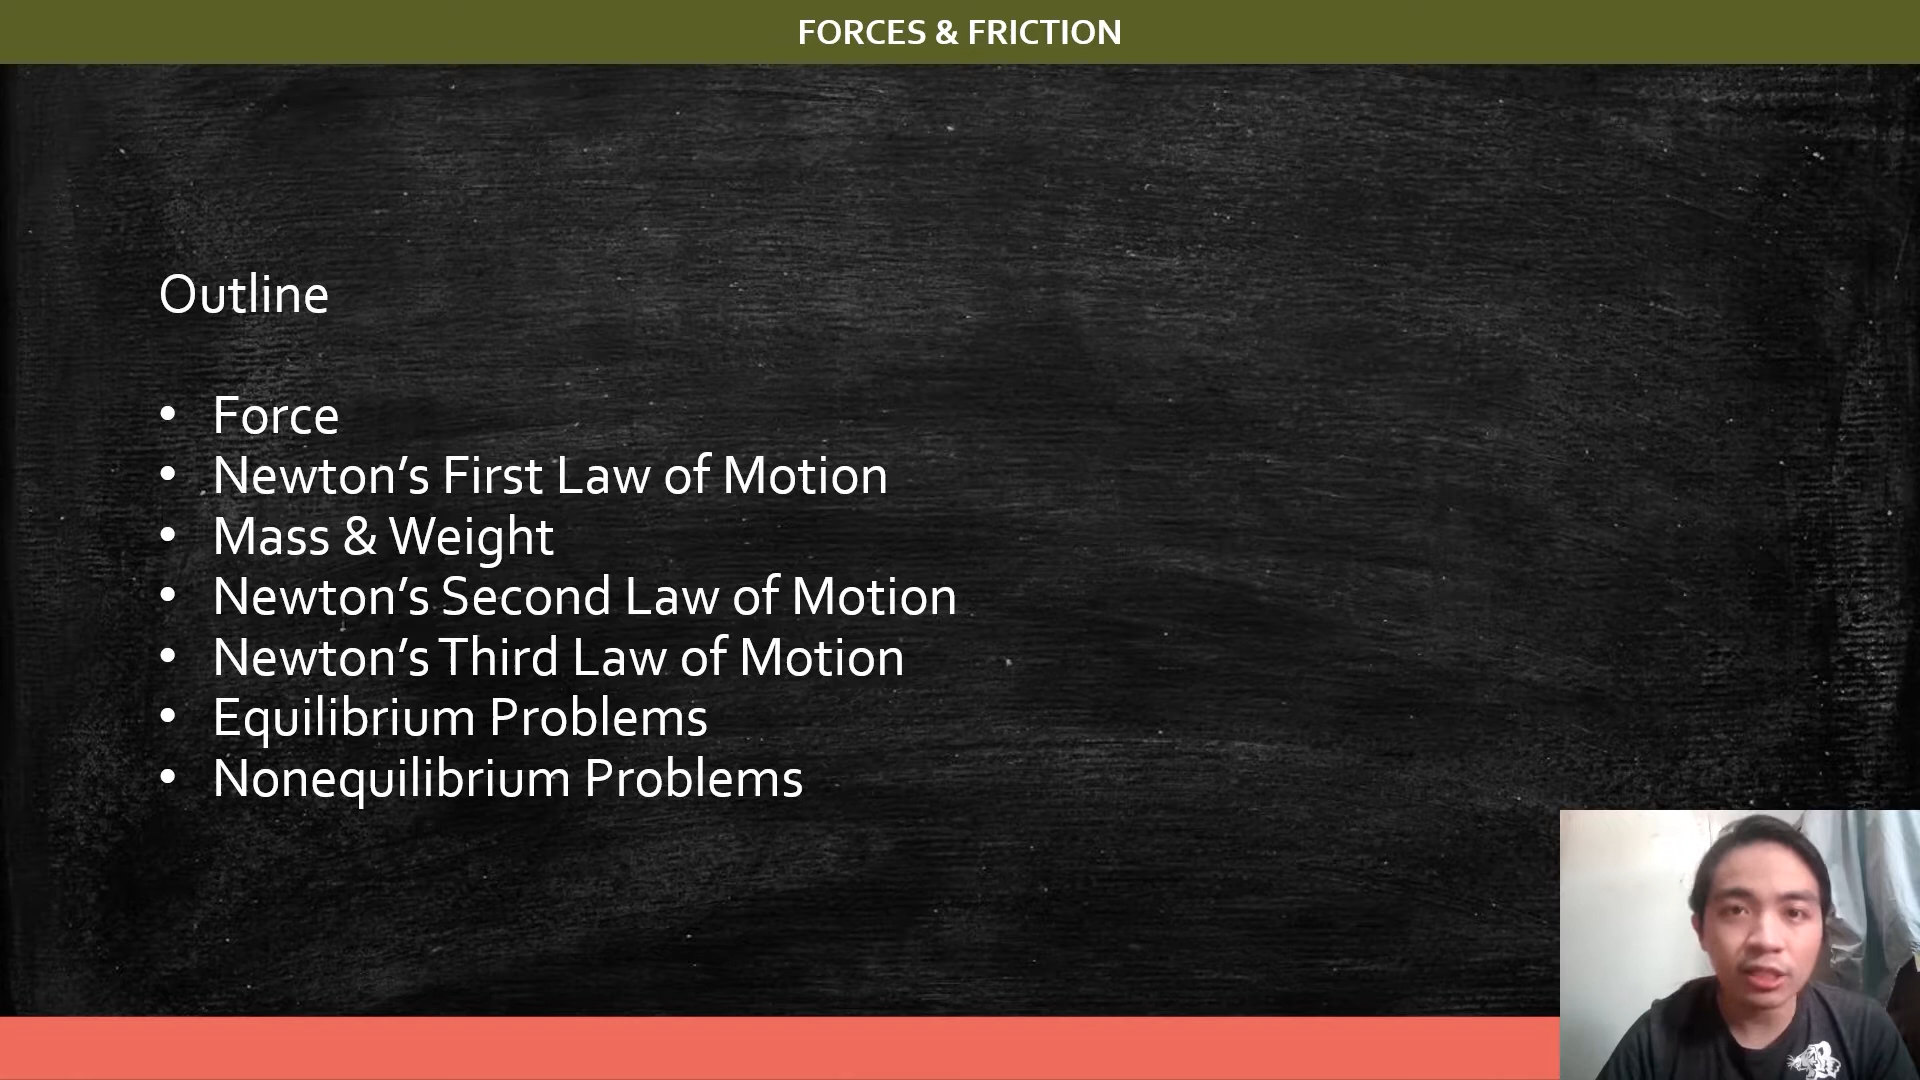 FORCES & FRICTION
Outline
• Force
• Newton’s First Law of Motion
• Mass & Weight
• Newton’s Second Law of Motion
• Newton’s Third Law of Motion
• Equilibrium Problems
• Nonequilibrium Problems